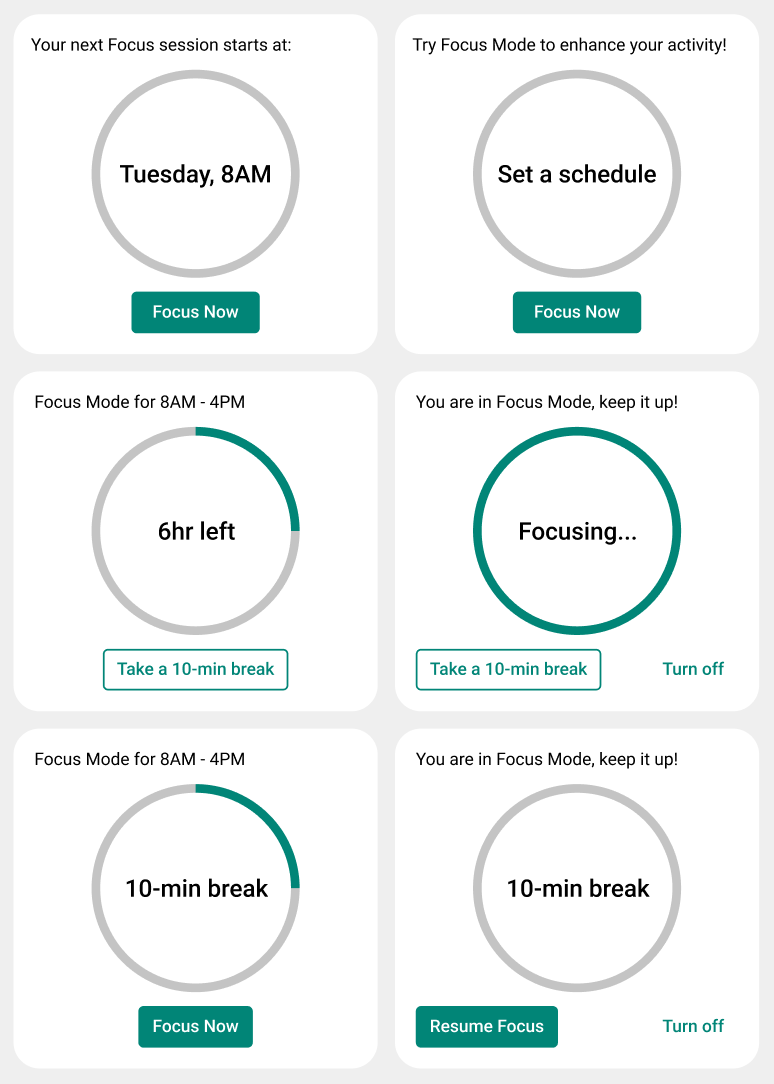 Your next Focus session starts at:
Tuesday, 8AM
Focus Now
Try Focus Mode to enhance your activity!
Set a schedule
Focus Now
Focus Mode for 8AM - 4PM
6hr left
Take a 10-min break
You are in Focus Mode, keep it up!
Focusing...
Take a 10-min break
Turn off
Focus Mode for 8AM - 4PM
10-min break
Focus Now
You are in Focus Mode, keep it up!
10-min break
Resume Focus
Turn off